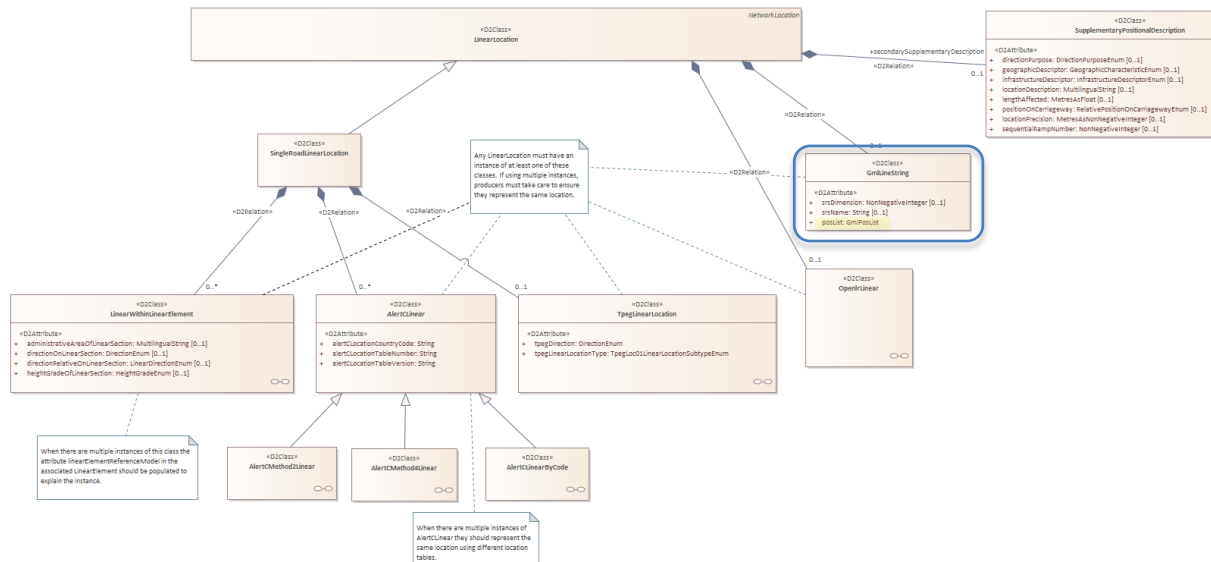 NetworkLocation
«D2Class»
LinearLocation
«D2Class»
SupplementaryPositionalDescription
«D2Attribute»
+ directionPurpose: DirectionPurposeEnum [0..1]
+ geographicDescriptor: GeographicCharacteristicEnum [0..1]
+ infrastructureDescriptor: InfrastructureDescriptorEnum [0..1]
+ locationDescription: MultilingualString [0..1]
+ lengthAffected: MetresAsFloat [0..1]
+ positionOnCarriageway: RelativePositionOnCarriagewayEnum [0..1]
+ locationPrecision: MetresAsNonNegativeInteger [0..1]
+ sequentialRampNumber: NonNegativeInteger [0..1]
+secondarySupplementaryDescription
«D2Relation»
0..1
«D2Relation»
0..1
«D2Class»
SingleRoadLinearLocation
Any LinearLocation must have an
instance of at least one of these
classes. If using multiple instances,
producers must take care to ensure
they represent the same location.
«D2Class»
GmlLineString
«D2Attribute»
+ srsDimension: NonNegativeInteger [0..1]
+ srsName: String [0..1]
+ posList: GmlPosList
«D2Relation»
«D2Relation»
«D2Relation»
«D2Relation»
0..*
0..*
0..1
0..1
«D2Class»
OpenlrLinear
«D2Class»
LinearWithinLinearElement
«D2Attribute»
+ administrativeAreaOfLinearSection: MultilingualString [0..1]
+ directionOnLinearSection: DirectionEnum [0..1]
+ directionRelativeOnLinearSection: LinearDirectionEnum [0..1]
+ heightGradeOfLinearSection: HeightGradeEnum [0..1]
«D2Class»
AlertCLinear
«D2Attribute»
+ alertCLocationCountryCode: String
+ alertCLocationTableNumber: String
+ alertCLocationTableVersion: String
«D2Class»
TpegLinearLocation
«D2Attribute»
+ tpegDirection: DirectionEnum
+ tpegLinearLocationType: TpegLoc01LinearLocationSubtypeEnum
When there are multiple instances of this class the
attribute linearElementReferenceModel in the
associated LinearElement should be populated to
explain the instance.
«D2Class»
AlertCMethod2Linear
«D2Class»
AlertCMethod4Linear
«D2Class»
AlertCLinearByCode
When there are multiple instances of
AlertCLinear they should represent the
same location using different location
tables.